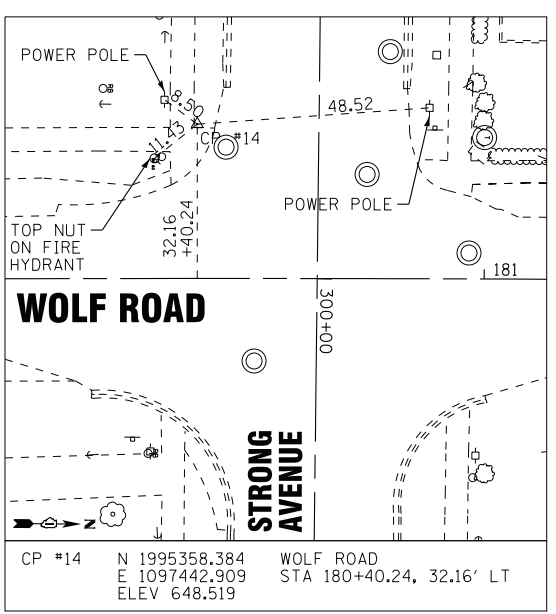 POWER POLE
8.50
48.52
11.43
CP #14
POWER POLE
TOP NUT
ON FIRE
HYDRANT
32.16
+40.24
181
WOLF ROAD
300+00
STRONG
AVENUE
N
CP #14 N 1995358.384 WOLF ROAD
E 1097442.909 STA 180+40.24, 32.16' LT
ELEV 648.519